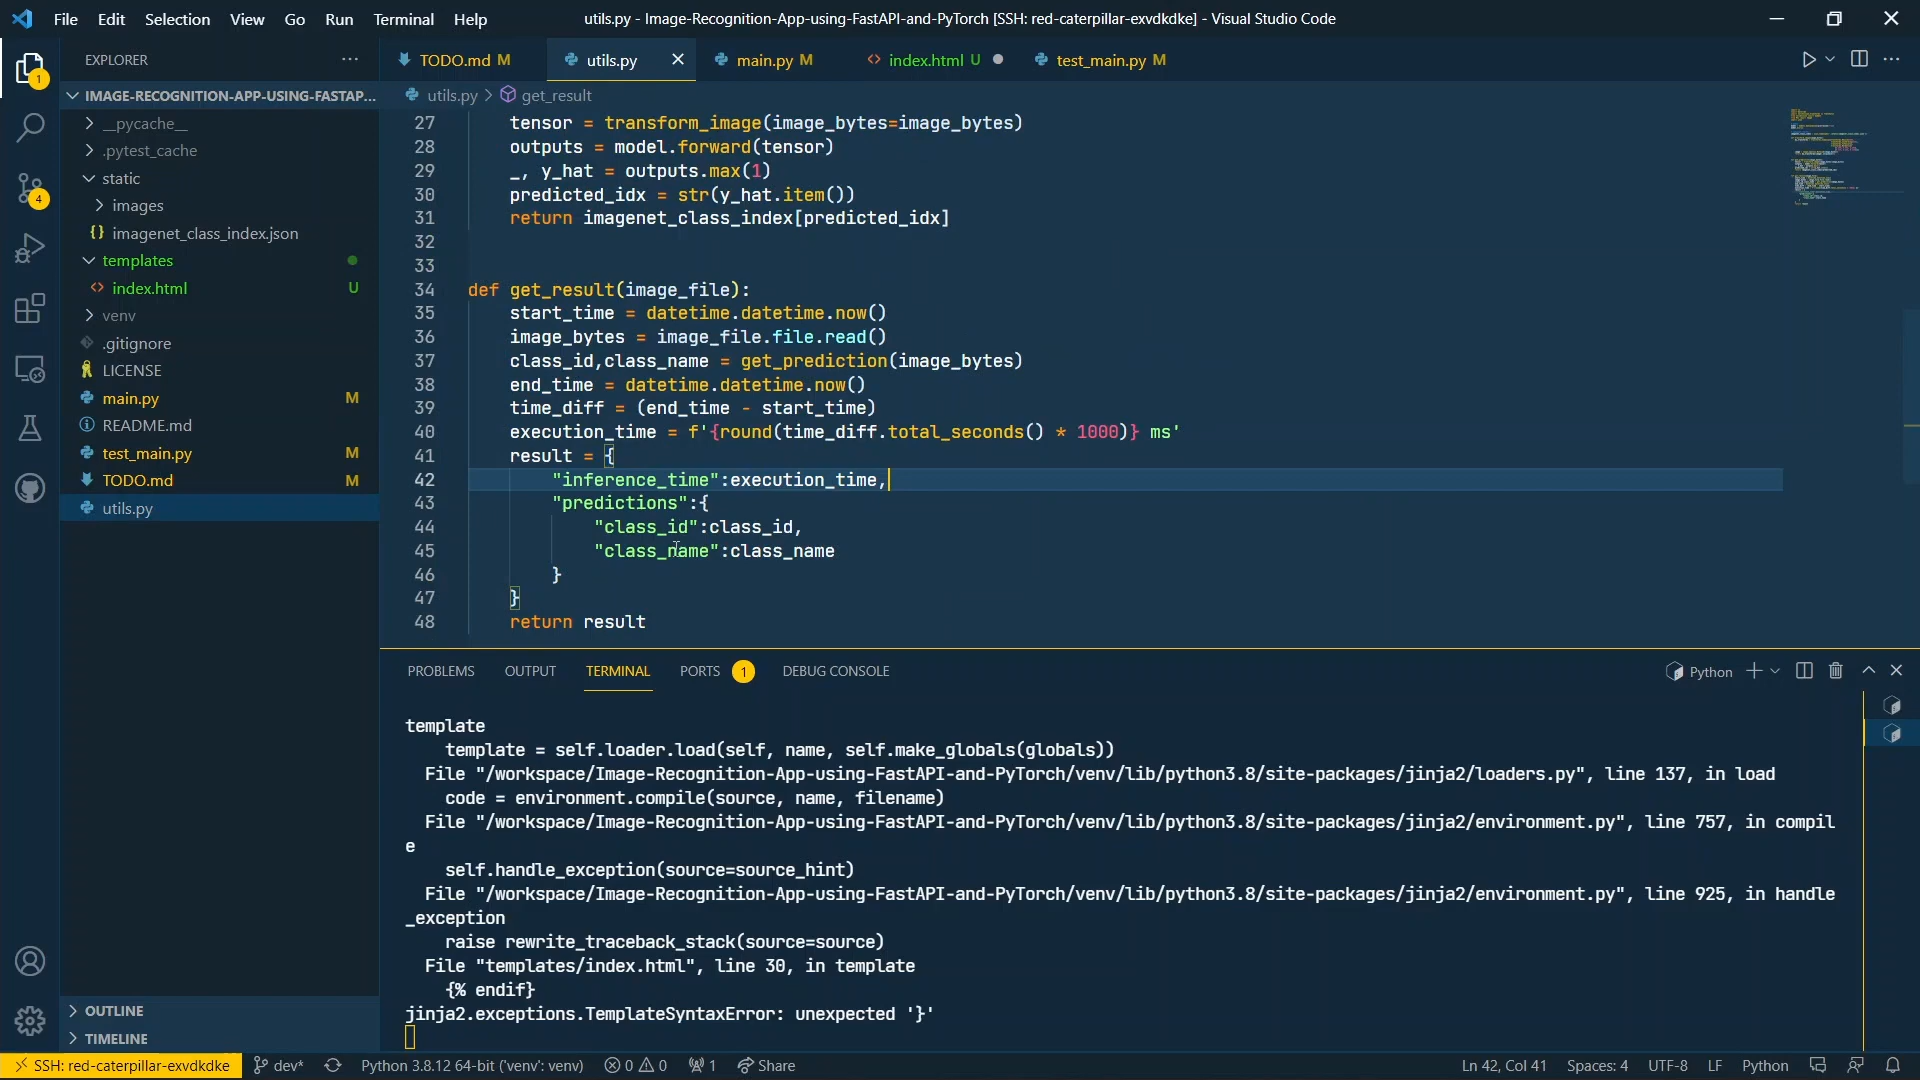 File Edit Selection View Go Run Terminal Help
utils.py - Image-Recognition-App-using-FastAPI-and-PyTorch [SSH: red-caterpillar-exvdkdke] - Visual Studio Code
EXPLORER
TODO.md M
utils.py
main.py M
index.html U
test_main.py M
1
IMAGE-RECOGNITION-APP-USING-FASTAP...
__pycache__
.pytest_cache
static
images
imagenet_class_index.json
templates
index.html U
venv
.gitignore
LICENSE
main.py M
README.md
test_main.py M
TODO.md M
utils.py
4
OUTLINE
TIMELINE
utils.py > get_result
27 tensor = transform_image(image_bytes=image_bytes)
28 outputs = model.forward(tensor)
29 _, y_hat = outputs.max(1)
30 predicted_idx = str(y_hat.item())
31 return imagenet_class_index[predicted_idx]
32
33
34 def get_result(image_file):
35 start_time = datetime.datetime.now()
36 image_bytes = image_file.file.read()
37 class_id,class_name = get_prediction(image_bytes)
38 end_time = datetime.datetime.now()
39 time_diff = (end_time - start_time)
40 execution_time = f'{round(time_diff.total_seconds() * 1000)} ms'
41 result = {
42 "inference_time":execution_time,
43 "predictions":{
44 "class_id":class_id,
45 "class_name":class_name
46 }
47 }
48 return result
PROBLEMS OUTPUT TERMINAL PORTS 1 DEBUG CONSOLE
Python
template
template = self.loader.load(self, name, self.make_globals(globals))
File "/workspace/Image-Recognition-App-using-FastAPI-and-PyTorch/venv/lib/python3.8/site-packages/jinja2/loaders.py", line 137, in load
code = environment.compile(source, name, filename)
File "/workspace/Image-Recognition-App-using-FastAPI-and-PyTorch/venv/lib/python3.8/site-packages/jinja2/environment.py", line 757, in compil
e
self.handle_exception(source=source_hint)
File "/workspace/Image-Recognition-App-using-FastAPI-and-PyTorch/venv/lib/python3.8/site-packages/jinja2/environment.py", line 925, in handle
_exception
raise rewrite_traceback_stack(source=source)
File "templates/index.html", line 30, in template
{% endif}
jinja2.exceptions.TemplateSyntaxError: unexpected '}'
SSH: red-caterpillar-exvdkdke dev* Python 3.8.12 64-bit ('venv': venv) 0 0 1 Share Ln 42, Col 41 Spaces: 4 UTF-8 LF Python